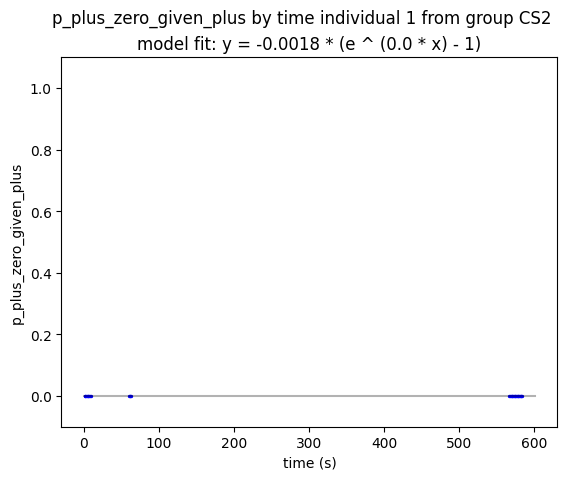 p_plus_zero_given_plus by time individual 1 from group CS2
model fit: y = -0.0018 * (e ^ (0.0 * x) - 1)
1.0
0.8
0.6
0.4
0.2
0.0
p_plus_zero_given_plus
0 100 200 300 400 500 600
time (s)